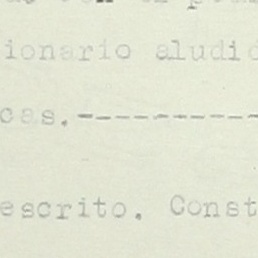 ionario aludid
cas.----------
escrito. Const